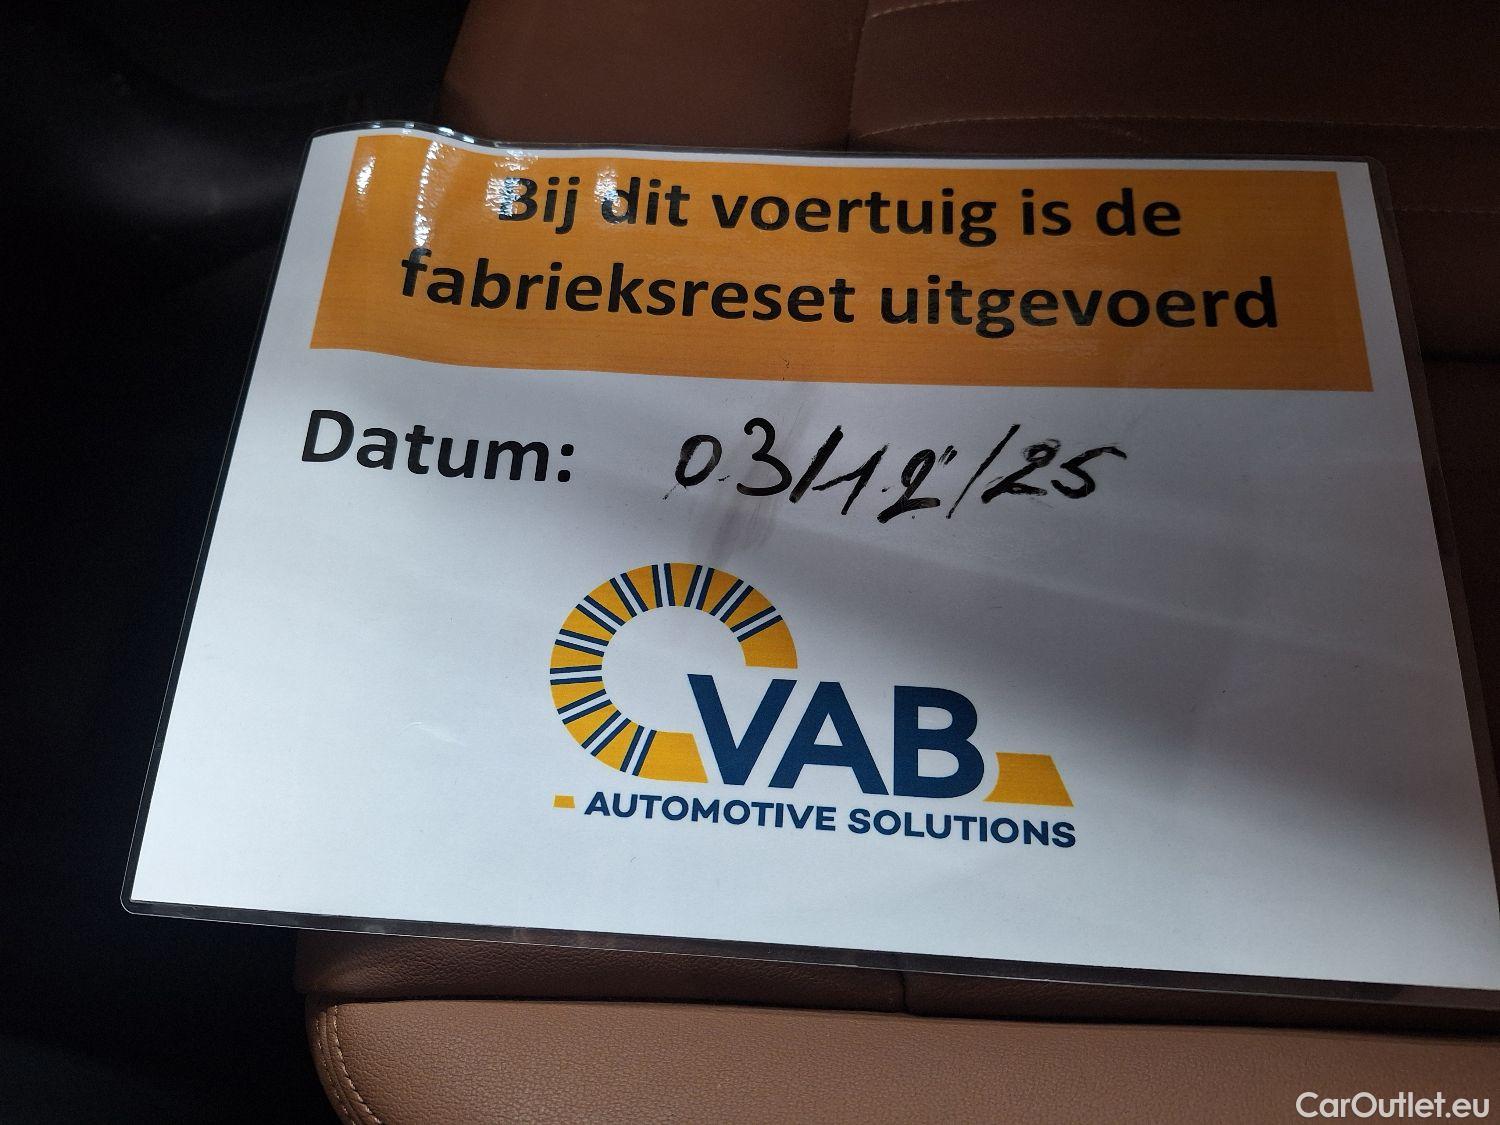 Bij dit voertuig is de
fabrieksreset uitgevoerd
Datum: 03/12/25
VAB
AUTOMOTIVE SOLUTIONS
CarOutlet.eu